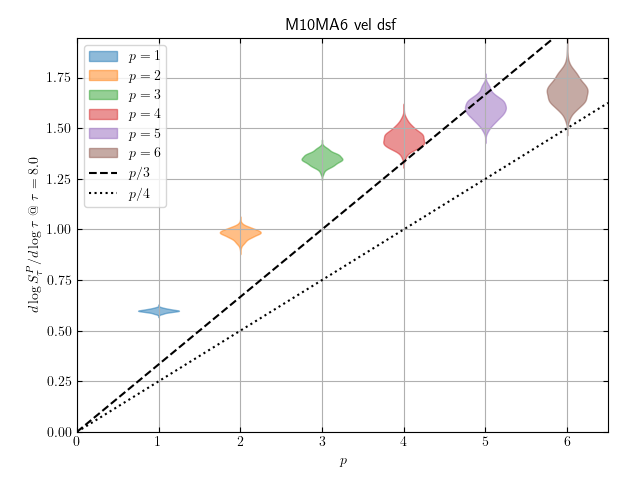 M10MA6 vel dsf
d log S_τ^P / d log τ @ τ = 8.0
1.75
1.50
1.25
1.00
0.75
0.50
0.25
0.00
p = 1
p = 2
p = 3
p = 4
p = 5
p = 6
p/3
p/4
0 1 2 3 4 5 6
p